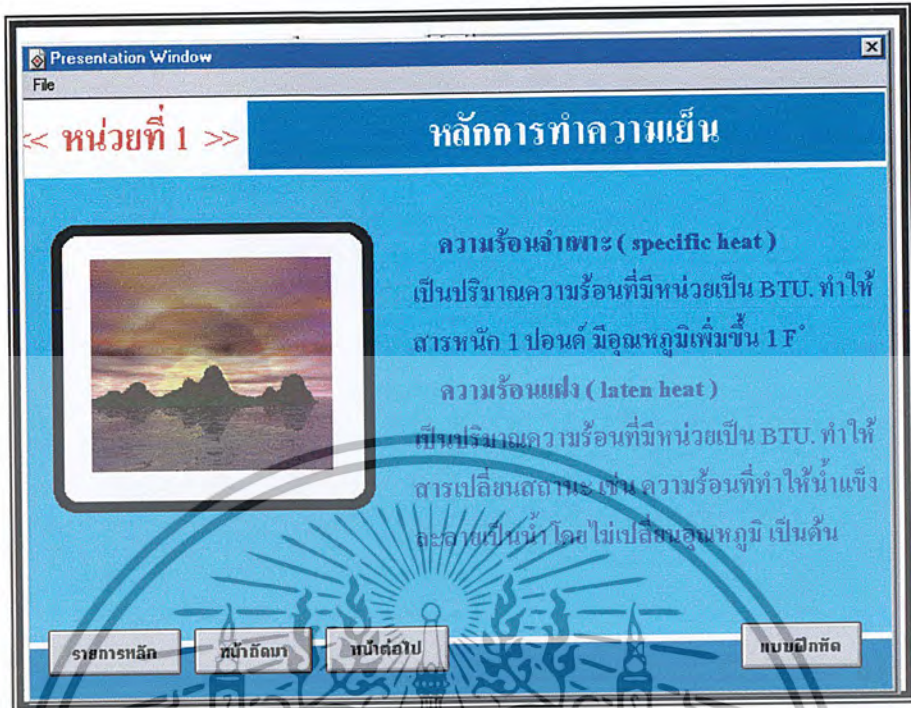 Presentation Window
File
<< หน่วยที่ 1 >>
หลักการทำความเย็น
ความร้อนจำเพาะ ( specific heat )
เป็นปริมาณความร้อนที่มีหน่วยเป็น BTU. ทำให้
สารหนัก 1 ปอนด์ มีอุณหภูมิเพิ่มขึ้น 1 F°
ความร้อนแฝง ( laten heat )
เป็นปริมาณความร้อนที่มีหน่วยเป็น BTU. ทำให้
สารเปลี่ยนสถานะ เช่น ความร้อนที่ทำให้น้ำแข็ง
ละลายเป็นน้ำ โดยไม่เปลี่ยนอุณหภูมิ เป็นต้น
รายการหลัก
หน้าถัดมา
หน้าต่อไป
แบบฝึกหัด